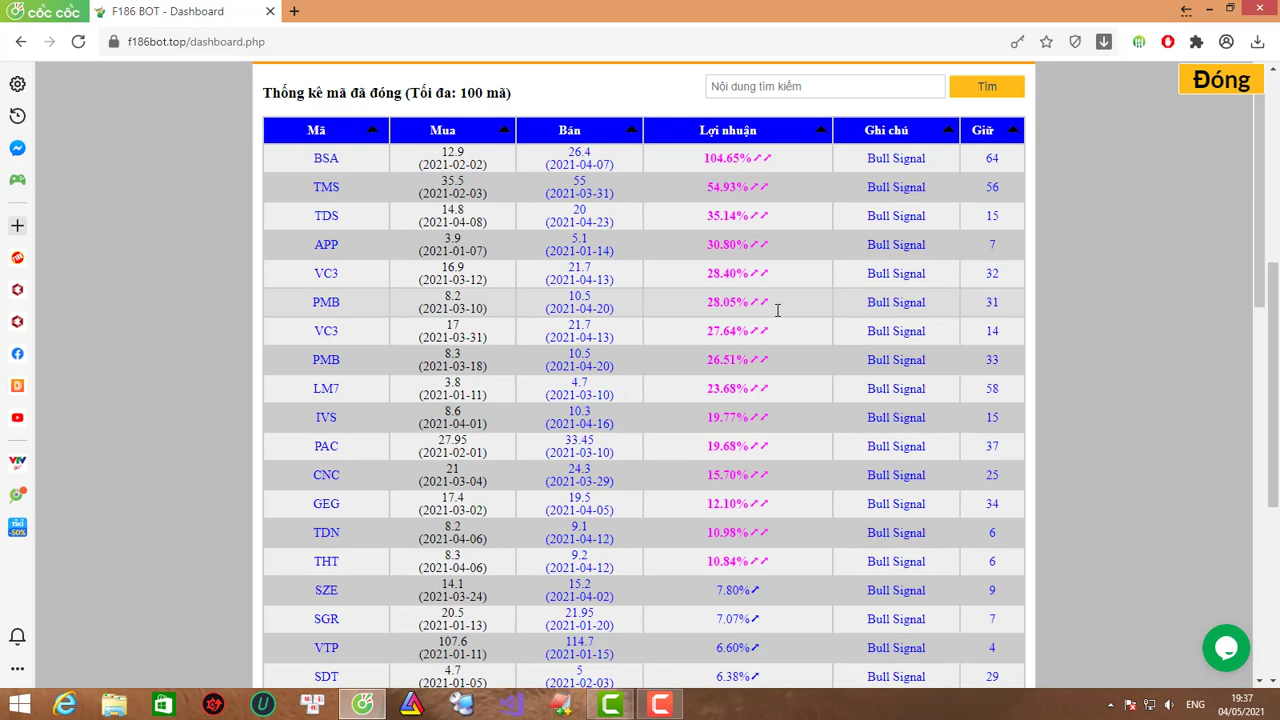 cốc cốc
F186 BOT - Dashboard
f186bot.top/dashboard.php
Đóng
Thống kê mã đã đóng (Tối đa: 100 mã)
Nội dung tìm kiếm
Tìm
Mã Mua Bán Lợi nhuận Ghi chú Giữ
BSA 12.9 (2021-02-02) 26.4 (2021-04-07) 104.65% Bull Signal 64
TMS 35.5 (2021-02-03) 55 (2021-03-31) 54.93% Bull Signal 56
TDS 14.8 (2021-04-08) 20 (2021-04-23) 35.14% Bull Signal 15
APP 3.9 (2021-01-07) 5.1 (2021-01-14) 30.80% Bull Signal 7
VC3 16.9 (2021-03-12) 21.7 (2021-04-13) 28.40% Bull Signal 32
PMB 8.2 (2021-03-10) 10.5 (2021-04-20) 28.05% Bull Signal 31
VC3 17 (2021-03-31) 21.7 (2021-04-13) 27.64% Bull Signal 14
PMB 8.3 (2021-03-18) 10.5 (2021-04-20) 26.51% Bull Signal 33
LM7 3.8 (2021-01-11) 4.7 (2021-03-10) 23.68% Bull Signal 58
IVS 8.6 (2021-04-01) 10.3 (2021-04-16) 19.77% Bull Signal 15
PAC 27.95 (2021-02-01) 33.45 (2021-03-10) 19.68% Bull Signal 37
CNC 21 (2021-03-04) 24.3 (2021-03-29) 15.70% Bull Signal 25
GEG 17.4 (2021-03-02) 19.5 (2021-04-05) 12.10% Bull Signal 34
TDN 8.2 (2021-04-06) 9.1 (2021-04-12) 10.98% Bull Signal 6
THT 8.3 (2021-04-06) 9.2 (2021-04-12) 10.84% Bull Signal 6
SZE 14.1 (2021-03-24) 15.2 (2021-04-02) 7.80% Bull Signal 9
SGR 20.5 (2021-01-13) 21.95 (2021-01-20) 7.07% Bull Signal 7
VTP 107.6 (2021-01-11) 114.7 (2021-01-15) 6.60% Bull Signal 4
SDT 4.7 (2021-01-05) 5 (2021-02-03) 6.38% Bull Signal 29
VTV
-50%
ENG
19:37
04/05/2021